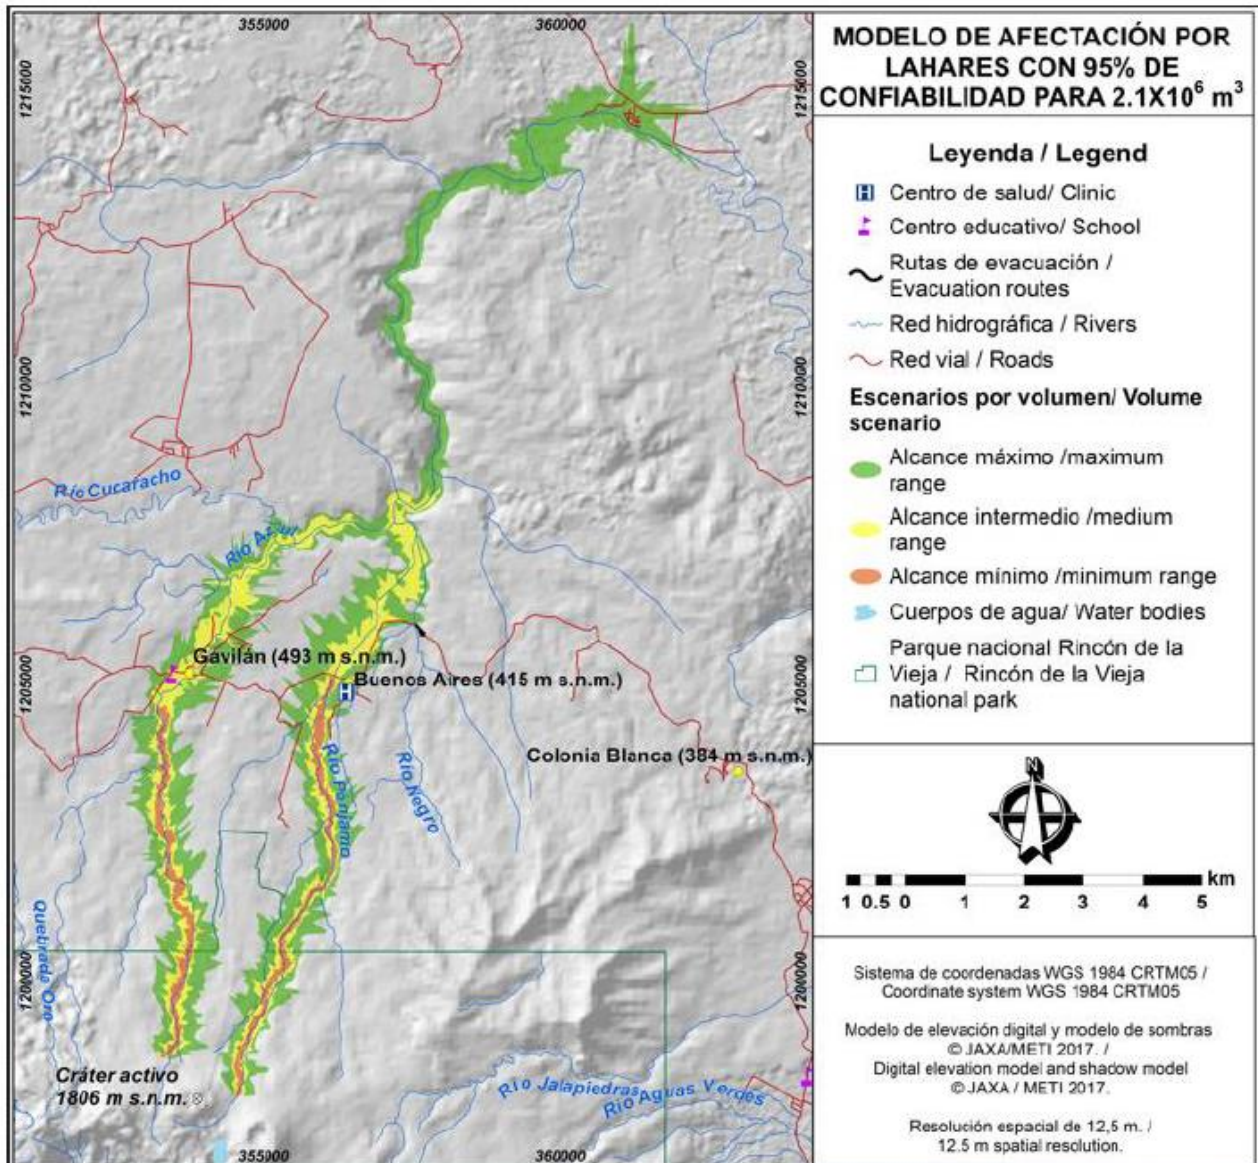 355000
360000
1215000
1215000
1210000
1210000
Río Cucaracho
Río Azul
Gavilán (493 m s.n.m.)
Buenos Aires (415 m s.n.m.)
1205000
1205000
Colonia Blanca (384 m s.n.m.)
Río Negro
Quebrada Oro
1200000
1200000
Cráter activo
1806 m s.n.m.
Río Jalapiedras
Río Aguas Verdes
355000
360000
MODELO DE AFECTACIÓN POR
LAHARES CON 95% DE
CONFIABILIDAD PARA 2.1X10⁶ m³
Leyenda / Legend
H Centro de salud/ Clinic
Centro educativo/ School
Rutas de evacuación /
Evacuation routes
Red hidrográfica / Rivers
Red vial / Roads
Escenarios por volumen/ Volume
scenario
Alcance máximo /maximum
range
Alcance intermedio /medium
range
Alcance mínimo /minimum range
Cuerpos de agua/ Water bodies
Parque nacional Rincón de la
Vieja / Rincón de la Vieja
national park
N
km
1 0.5 0 1 2 3 4 5
Sistema de coordenadas WGS 1984 CRTM05 /
Coordinate system WGS 1984 CRTM05
Modelo de elevación digital y modelo de sombras
© JAXA/METI 2017. /
Digital elevation model and shadow model
© JAXA / METI 2017.
Resolución espacial de 12,5 m. /
12.5 m spatial resolution.